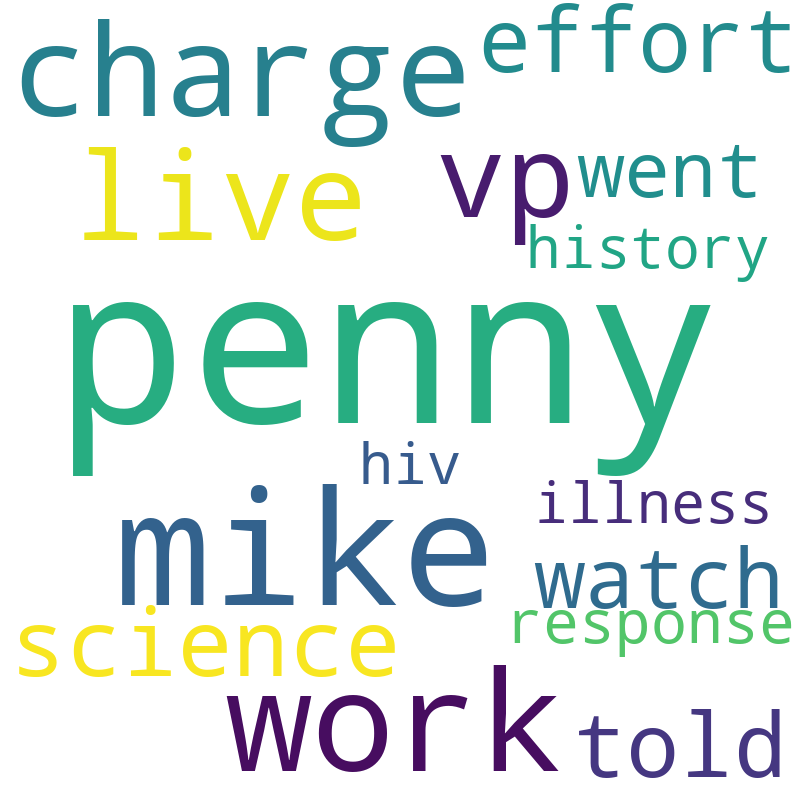 charge effort
live vp went
history
penny
hiv
mike illness
watch
science response
work told